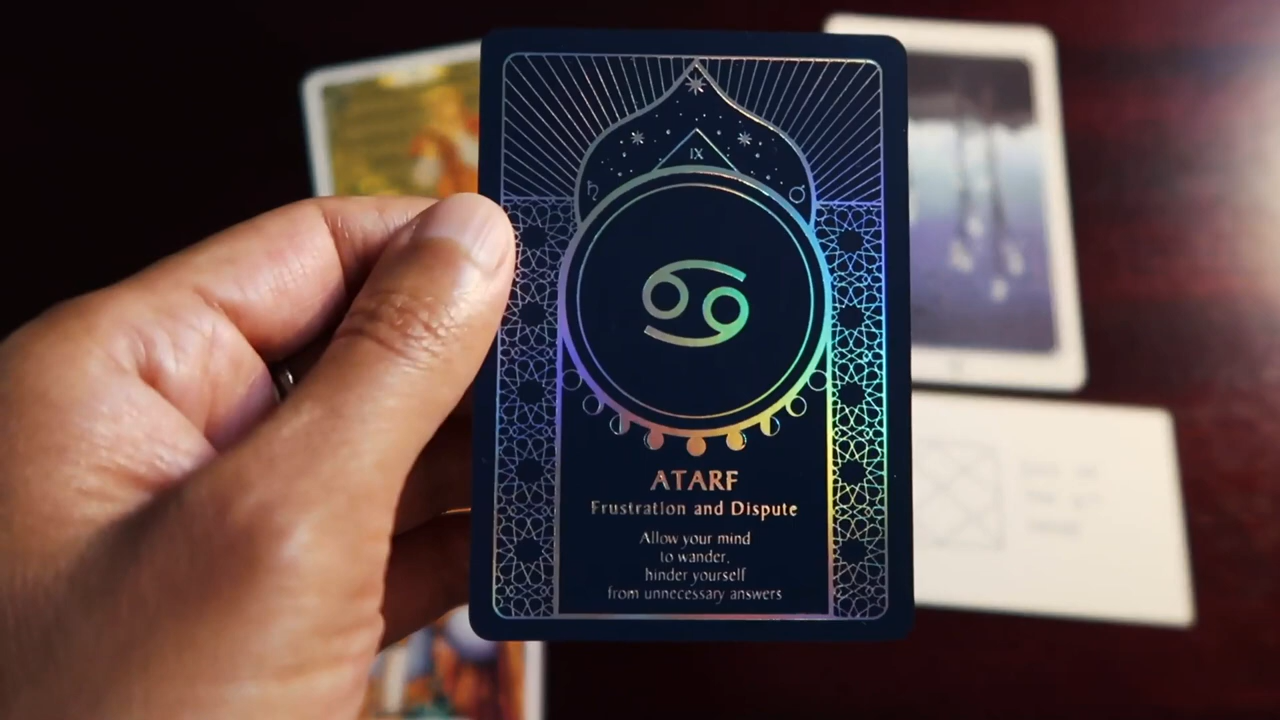 IX
ATARF
Frustration and Dispute
Allow your mind
to wander,
hinder yourself
from unnecessary answers